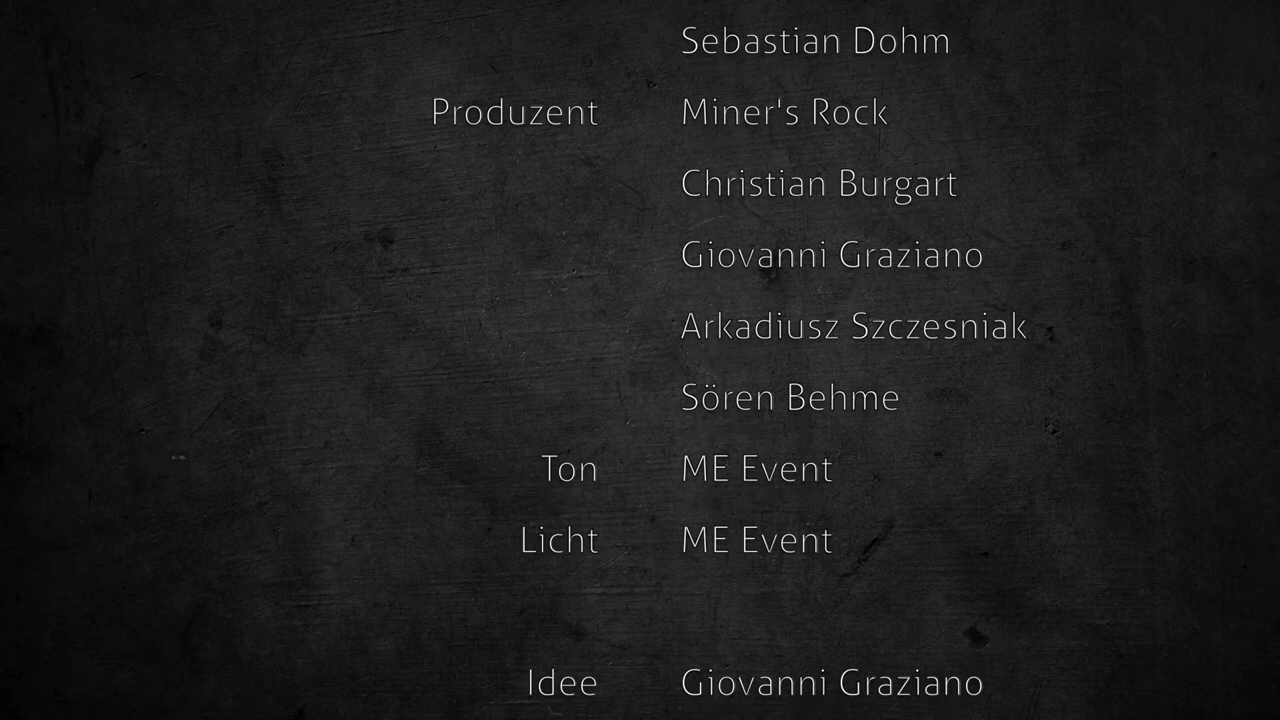 Sebastian Dohm
Produzent Miner's Rock
Christian Burgart
Giovanni Graziano
Arkadiusz Szczesniak
Sören Behme
Ton ME Event
Licht ME Event
Idee Giovanni Graziano